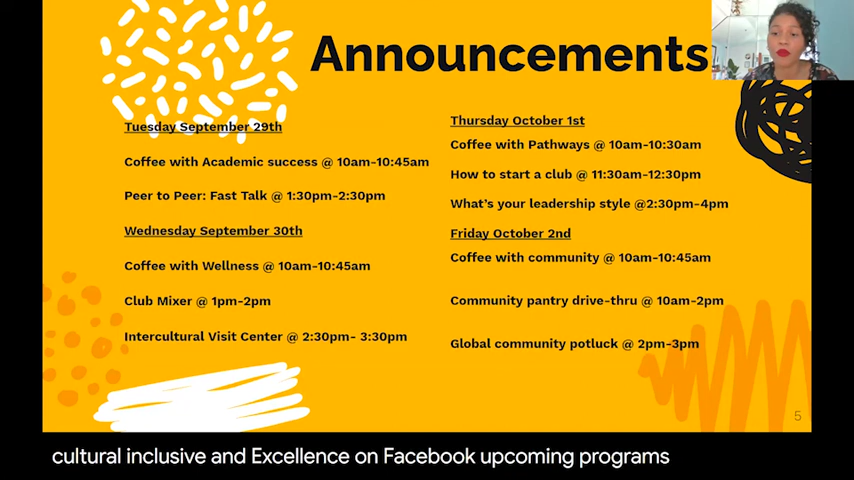 Announcements
Tuesday September 29th
Coffee with Academic success @ 10am-10:45am
Peer to Peer: Fast Talk @ 1:30pm-2:30pm
Wednesday September 30th
Coffee with Wellness @ 10am-10:45am
Club Mixer @ 1pm-2pm
Intercultural Visit Center @ 2:30pm- 3:30pm
Thursday October 1st
Coffee with Pathways @ 10am-10:30am
How to start a club @ 11:30am-12:30pm
What's your leadership style @2:30pm-4pm
Friday October 2nd
Coffee with community @ 10am-10:45am
Community pantry drive-thru @ 10am-2pm
Global community potluck @ 2pm-3pm
5
cultural inclusive and Excellence on Facebook upcoming programs